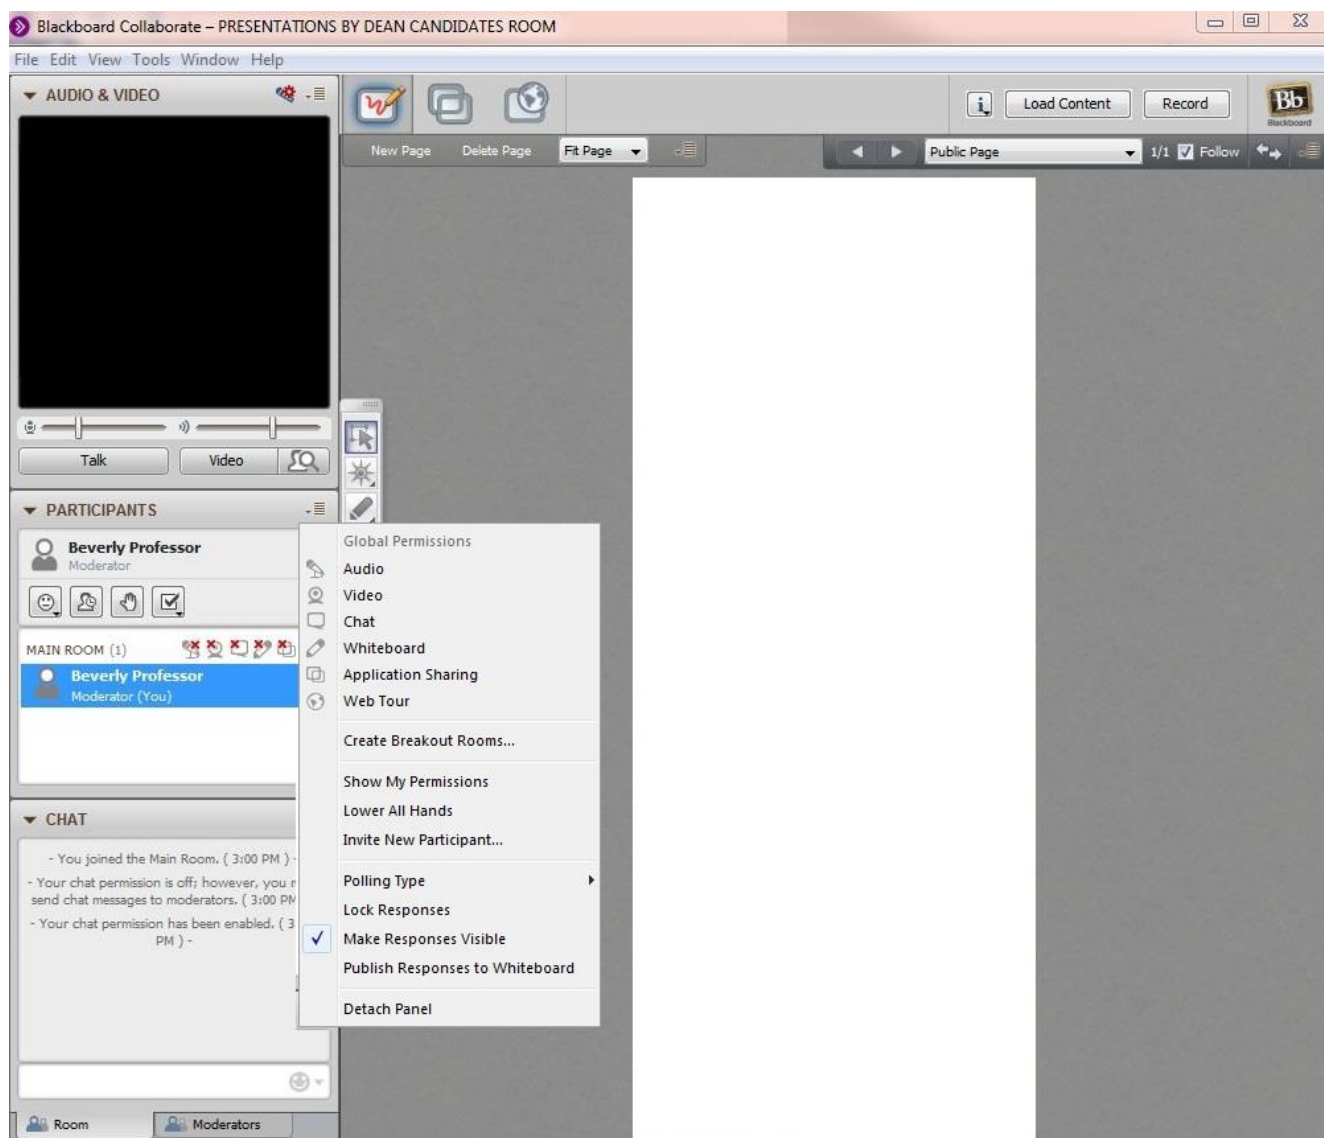 Blackboard Collaborate – PRESENTATIONS BY DEAN CANDIDATES ROOM
File Edit View Tools Window Help
AUDIO & VIDEO
Load Content
Record
Bb
Blackboard
New Page
Delete Page
Fit Page
Public Page
1/1
Follow
Talk
Video
PARTICIPANTS
Beverly Professor
Moderator
MAIN ROOM (1)
Beverly Professor
Moderator (You)
Global Permissions
Audio
Video
Chat
Whiteboard
Application Sharing
Web Tour
Create Breakout Rooms...
Show My Permissions
Lower All Hands
Invite New Participant...
Polling Type
Lock Responses
Make Responses Visible
Publish Responses to Whiteboard
Detach Panel
CHAT
- You joined the Main Room. ( 3:00 PM ) -
- Your chat permission is off; however, you
send chat messages to moderators. ( 3:00 PM
- Your chat permission has been enabled. ( 3
PM ) -
Room
Moderators